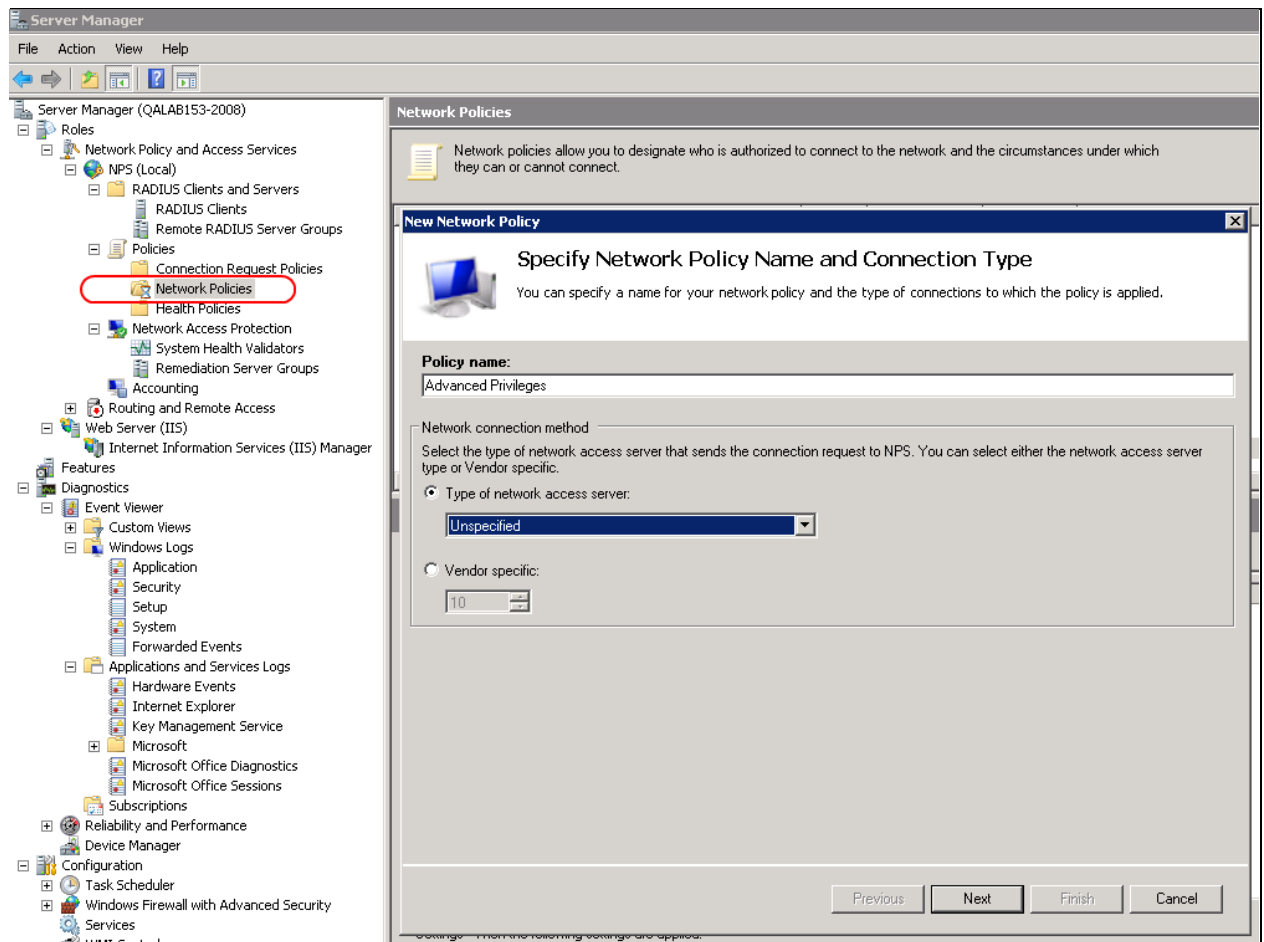 Server Manager
File Action View Help
Server Manager (QALAB153-2008)
Roles
Network Policy and Access Services
NPS (Local)
RADIUS Clients and Servers
RADIUS Clients
Remote RADIUS Server Groups
Policies
Connection Request Policies
Network Policies
Health Policies
Network Access Protection
System Health Validators
Remediation Server Groups
Accounting
Routing and Remote Access
Web Server (IIS)
Internet Information Services (IIS) Manager
Features
Diagnostics
Event Viewer
Custom Views
Windows Logs
Application
Security
Setup
System
Forwarded Events
Applications and Services Logs
Hardware Events
Internet Explorer
Key Management Service
Microsoft
Microsoft Office Diagnostics
Microsoft Office Sessions
Subscriptions
Reliability and Performance
Device Manager
Configuration
Task Scheduler
Windows Firewall with Advanced Security
Services
Network Policies
Network policies allow you to designate who is authorized to connect to the network and the circumstances under which
they can or cannot connect.
New Network Policy
Specify Network Policy Name and Connection Type
You can specify a name for your network policy and the type of connections to which the policy is applied.
Policy name:
Advanced Privileges
Network connection method
Select the type of network access server that sends the connection request to NPS. You can select either the network access server
type or Vendor specific.
Type of network access server:
Unspecified
Vendor specific:
10
Previous Next Finish Cancel